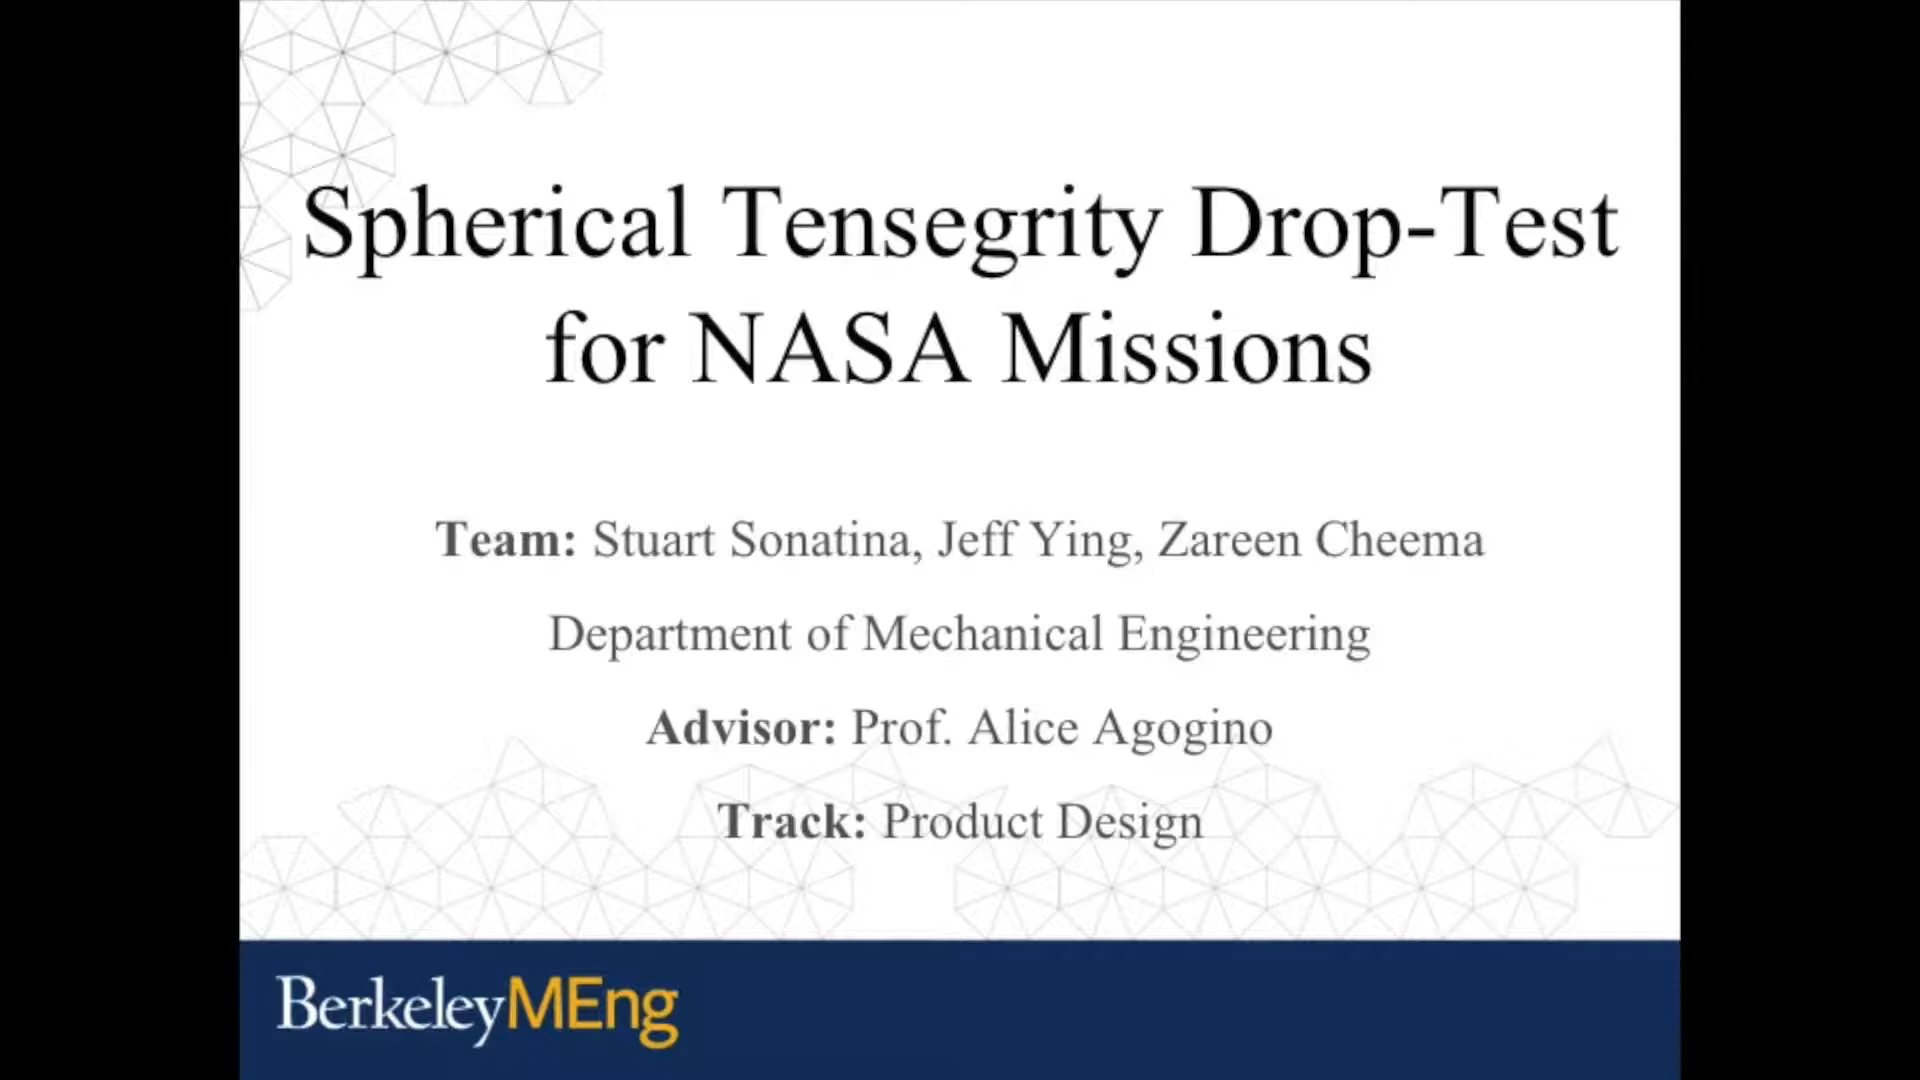 Spherical Tensegrity Drop-Test
for NASA Missions
Team: Stuart Sonatina, Jeff Ying, Zareen Cheema
Department of Mechanical Engineering
Advisor: Prof. Alice Agogino
Track: Product Design
BerkeleyMEng